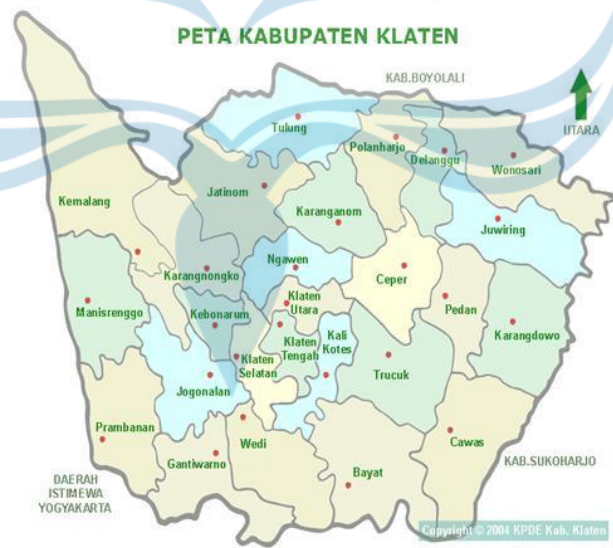 PETA KABUPATEN KLATEN
KAB.BOYOLALI
UTARA
Tulung
Polanharjo
Delanggu
Wonosari
Jatinom
Kemalang
Karanganom
Juwiring
Ngawen
Karangnongko
Ceper
Manisrenggo
Klaten
Utara
Pedan
Kebonarum
Karangdowo
Klaten
Tengah
Kali
Kotes
Klaten
Selatan
Trucuk
Jogonalan
Prambanan
Wedi
Cawas
Gantiwarno
Bayat
KAB.SUKOHARJO
DAERAH
ISTIMEWA
YOGYAKARTA
Copyright © 2004 KPDE Kab. Klaten